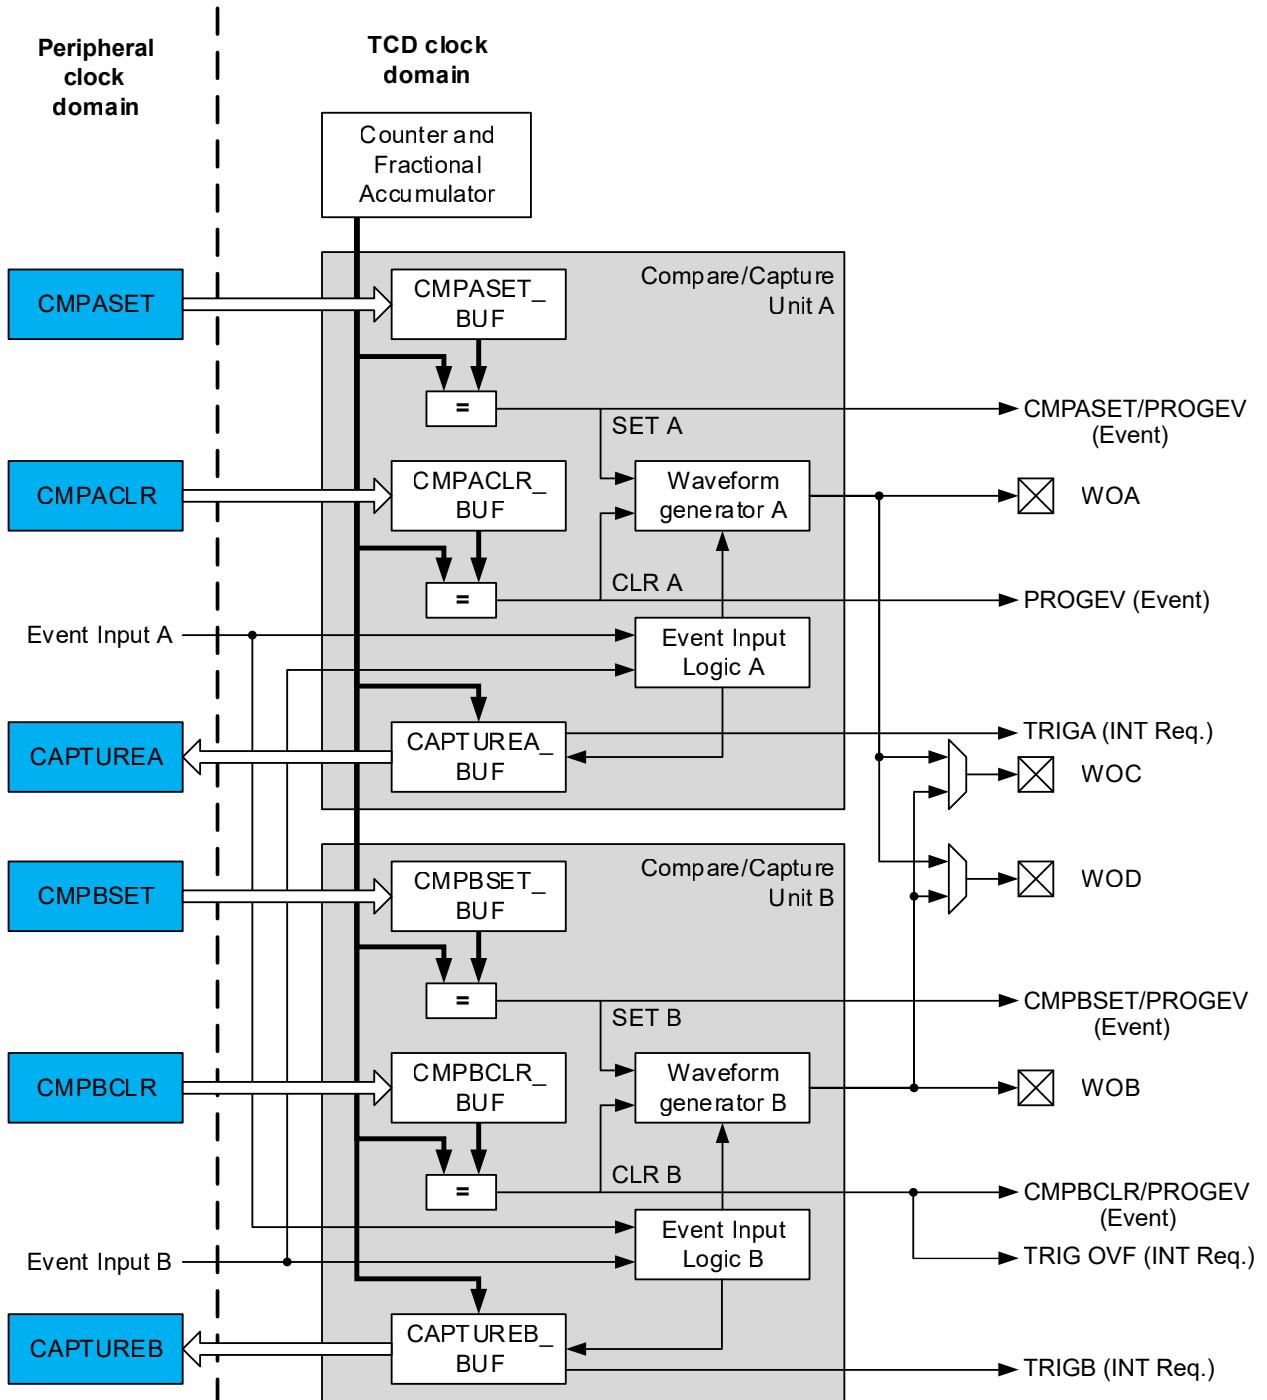 Peripheral
clock
domain
TCD clock
domain
Counter and
Fractional
Accumulator
Compare/Capture
Unit A
CMPASET
CMPASET_
BUF
=
SET A
CMPASET/PROGEV
(Event)
CMPACLR
CMPACLR_
BUF
Waveform
generator A
WOA
=
CLR A
PROGEV (Event)
Event Input A
Event Input
Logic A
CAPTUREA
CAPTUREA_
BUF
TRIGA (INT Req.)
WOC
Compare/Capture
Unit B
CMPBSET
CMPBSET_
BUF
WOD
=
SET B
CMPBSET/PROGEV
(Event)
CMPBCLR
CMPBCLR_
BUF
Waveform
generator B
WOB
=
CLR B
CMPBCLR/PROGEV
(Event)
Event Input B
Event Input
Logic B
TRIG OVF (INT Req.)
CAPTUREB
CAPTUREB_
BUF
TRIGB (INT Req.)